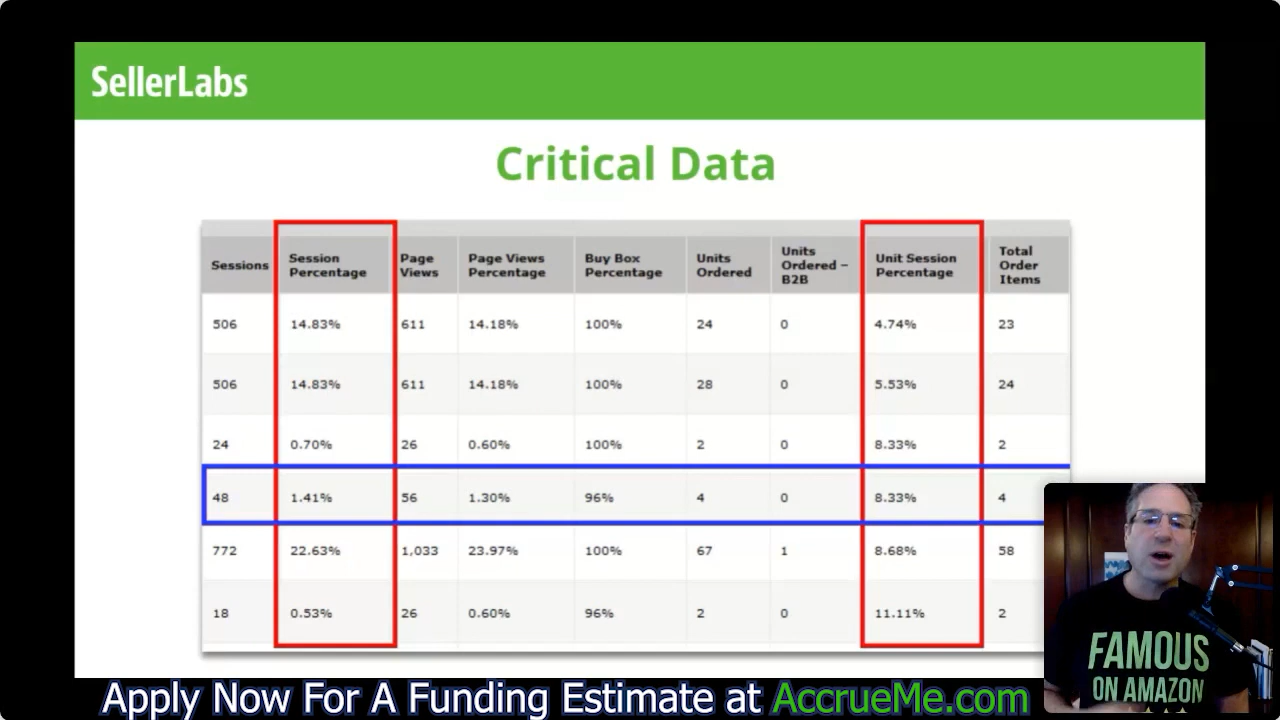 SellerLabs
Critical Data
Sessions Session Percentage Page Views Page Views Percentage Buy Box Percentage Units Ordered Units Ordered – B2B Unit Session Percentage Total Order Items
506 14.83% 611 14.18% 100% 24 0 4.74% 23
506 14.83% 611 14.18% 100% 28 0 5.53% 24
24 0.70% 26 0.60% 100% 2 0 8.33% 2
48 1.41% 56 1.30% 96% 4 0 8.33% 4
772 22.63% 1,033 23.97% 100% 67 1 8.68% 58
18 0.53% 26 0.60% 96% 2 0 11.11% 2
FAMOUS
ON AMAZON
Apply Now For A Funding Estimate at AccrueMe.com